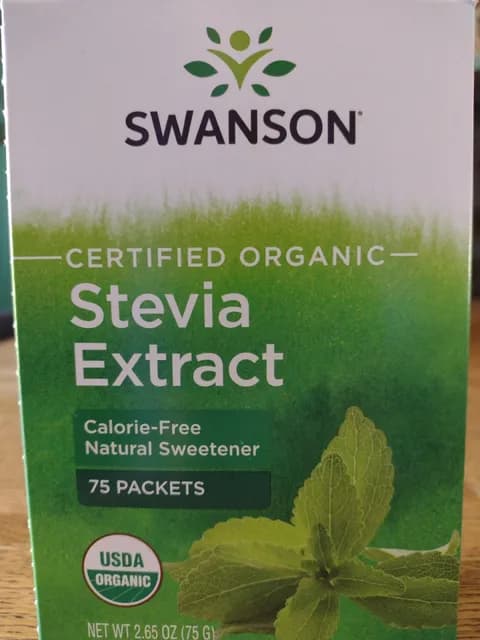 SWANSON®
CERTIFIED ORGANIC
Stevia
Extract
Calorie-Free
Natural Sweetener
75 PACKETS
USDA
ORGANIC
NET WT 2.65 OZ (75 G)